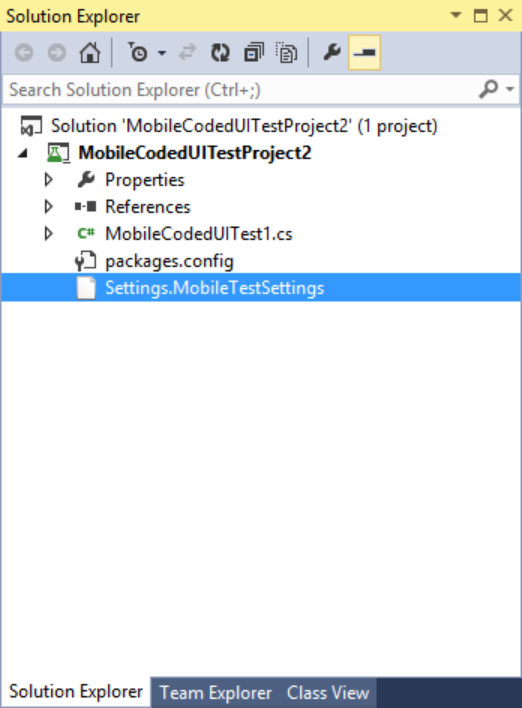 Solution Explorer
Search Solution Explorer (Ctrl+;)
Solution 'MobileCodedUITestProject2' (1 project)
MobileCodedUITestProject2
Properties
References
C# MobileCodedUITest1.cs
packages.config
Settings.MobileTestSettings
Solution Explorer Team Explorer Class View